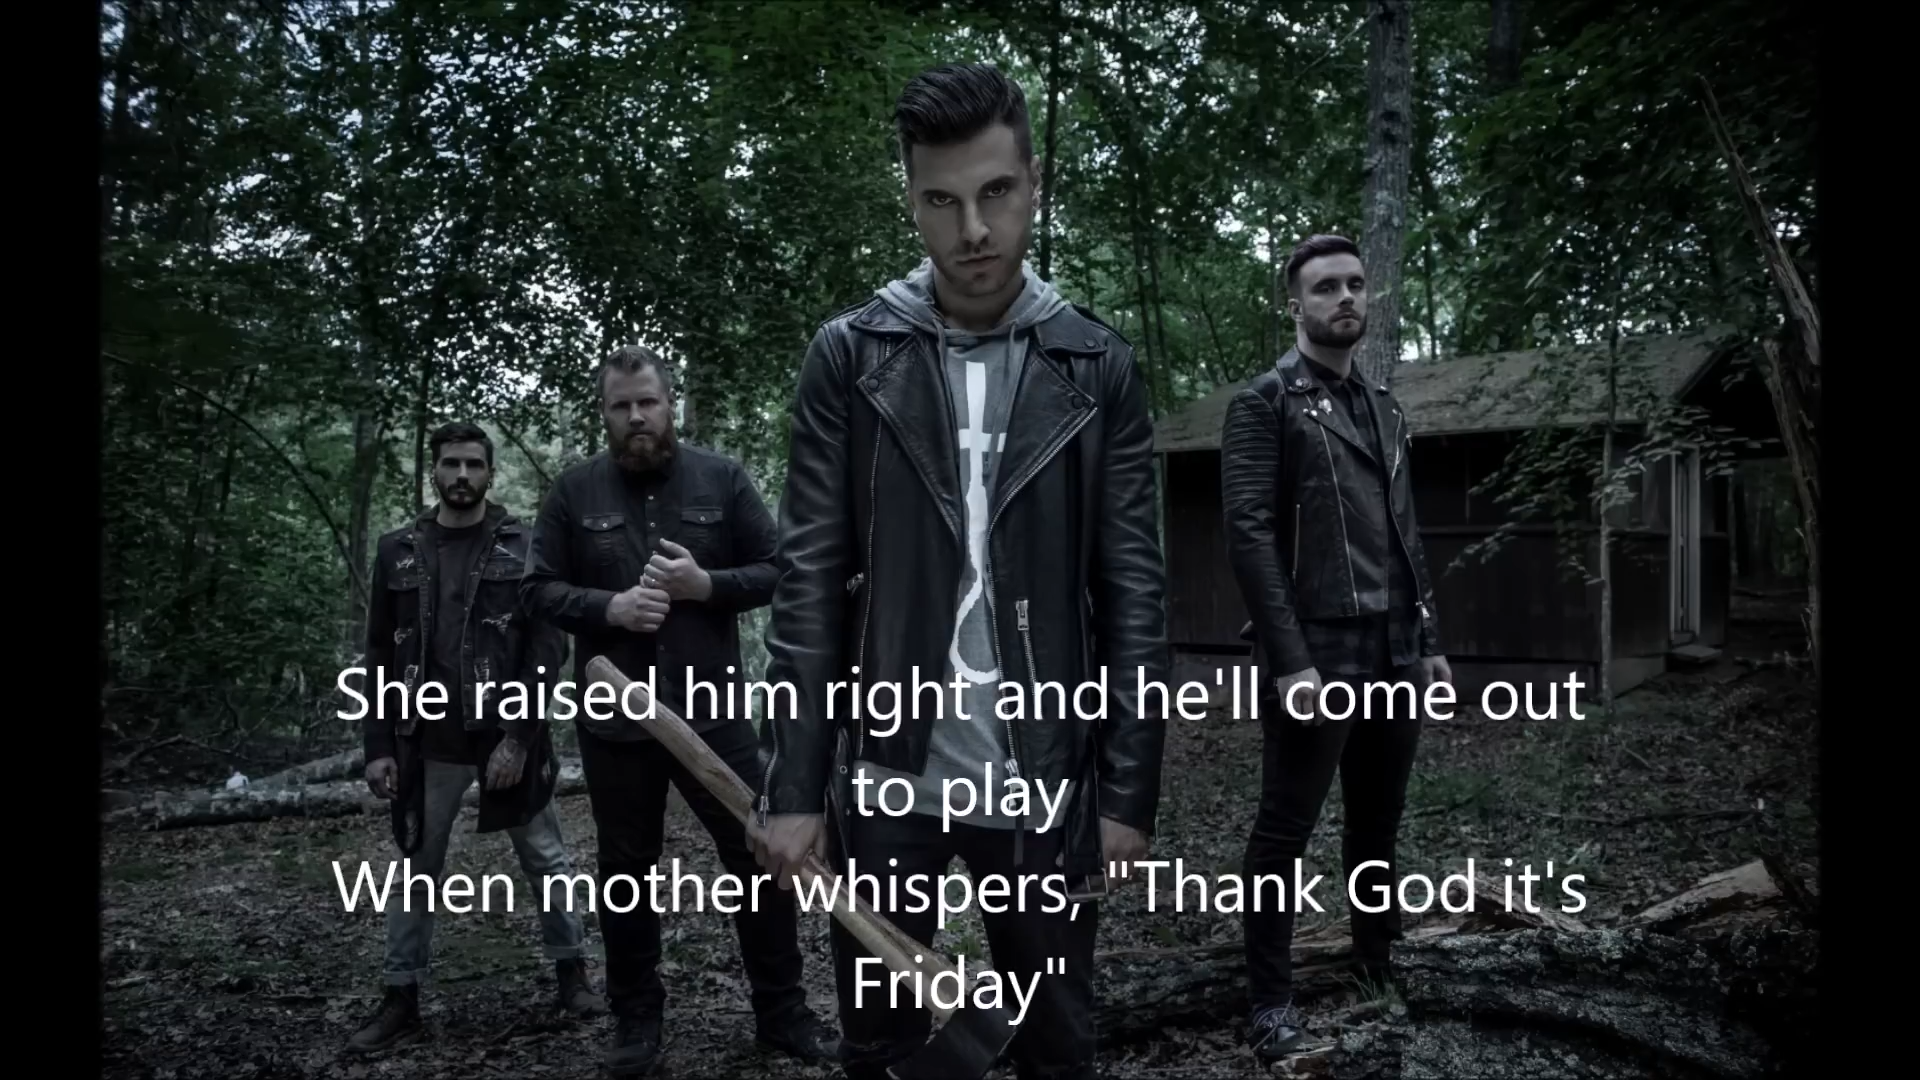 She raised him right and he'll come out
to play
When mother whispers, "Thank God it's
Friday"